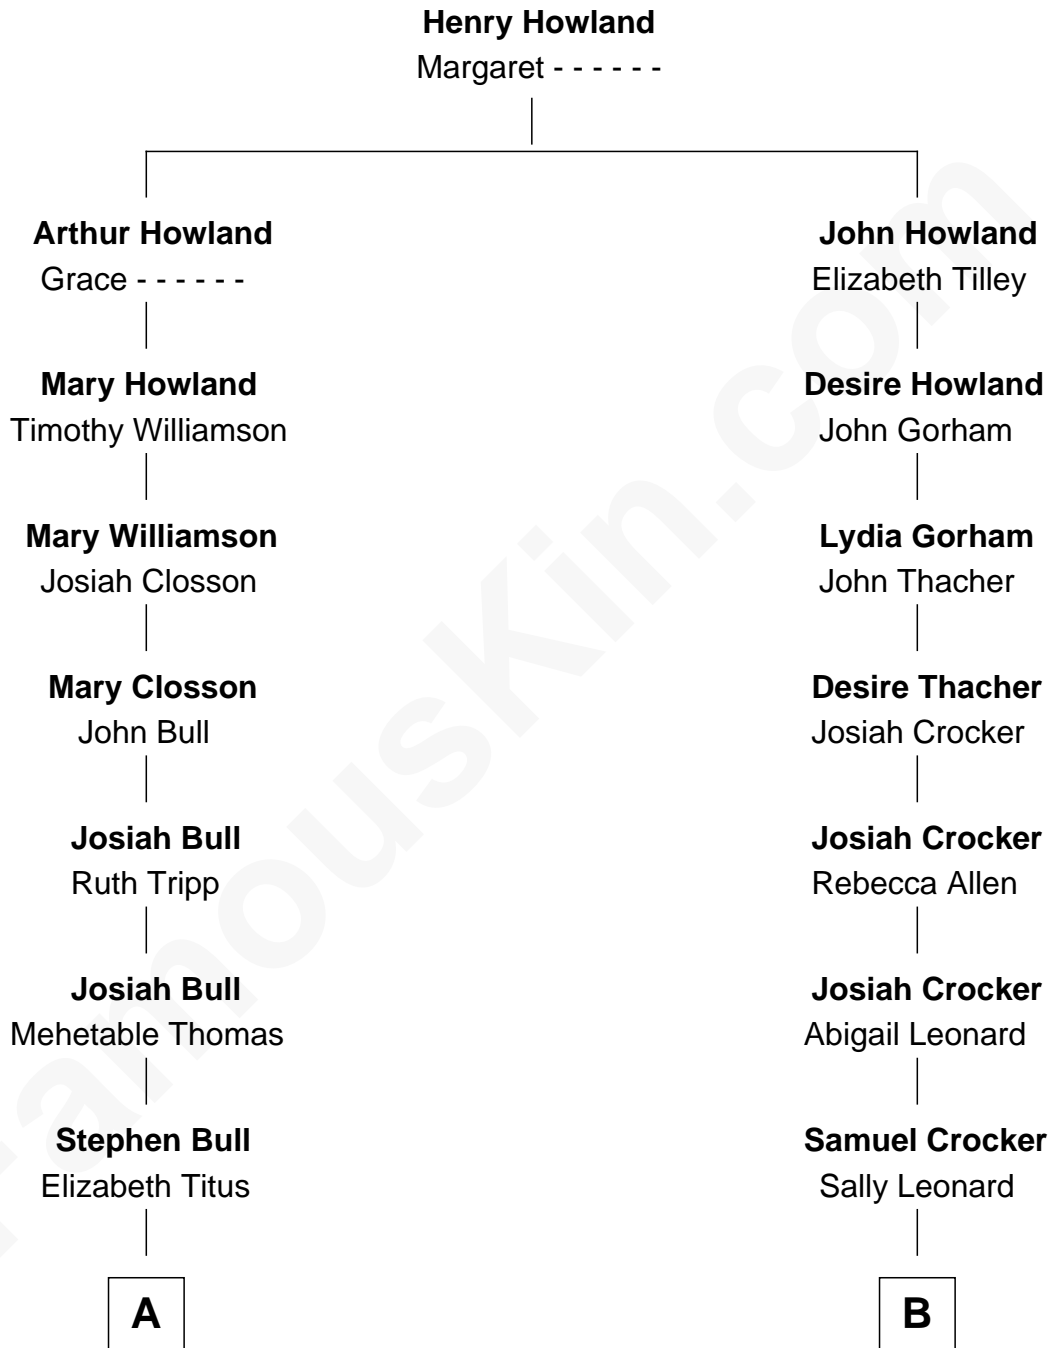 Henry Howland
Margaret - - - - - -
Arthur Howland
Grace - - - - - -
John Howland
Elizabeth Tilley
Mary Howland
Timothy Williamson
Desire Howland
John Gorham
Mary Williamson
Josiah Closson
Lydia Gorham
John Thacher
Mary Closson
John Bull
Desire Thacher
Josiah Crocker
Josiah Bull
Ruth Tripp
Josiah Crocker
Rebecca Allen
Josiah Bull
Mehetable Thomas
Josiah Crocker
Abigail Leonard
Stephen Bull
Elizabeth Titus
Samuel Crocker
Sally Leonard
A
B
FamousKin.com